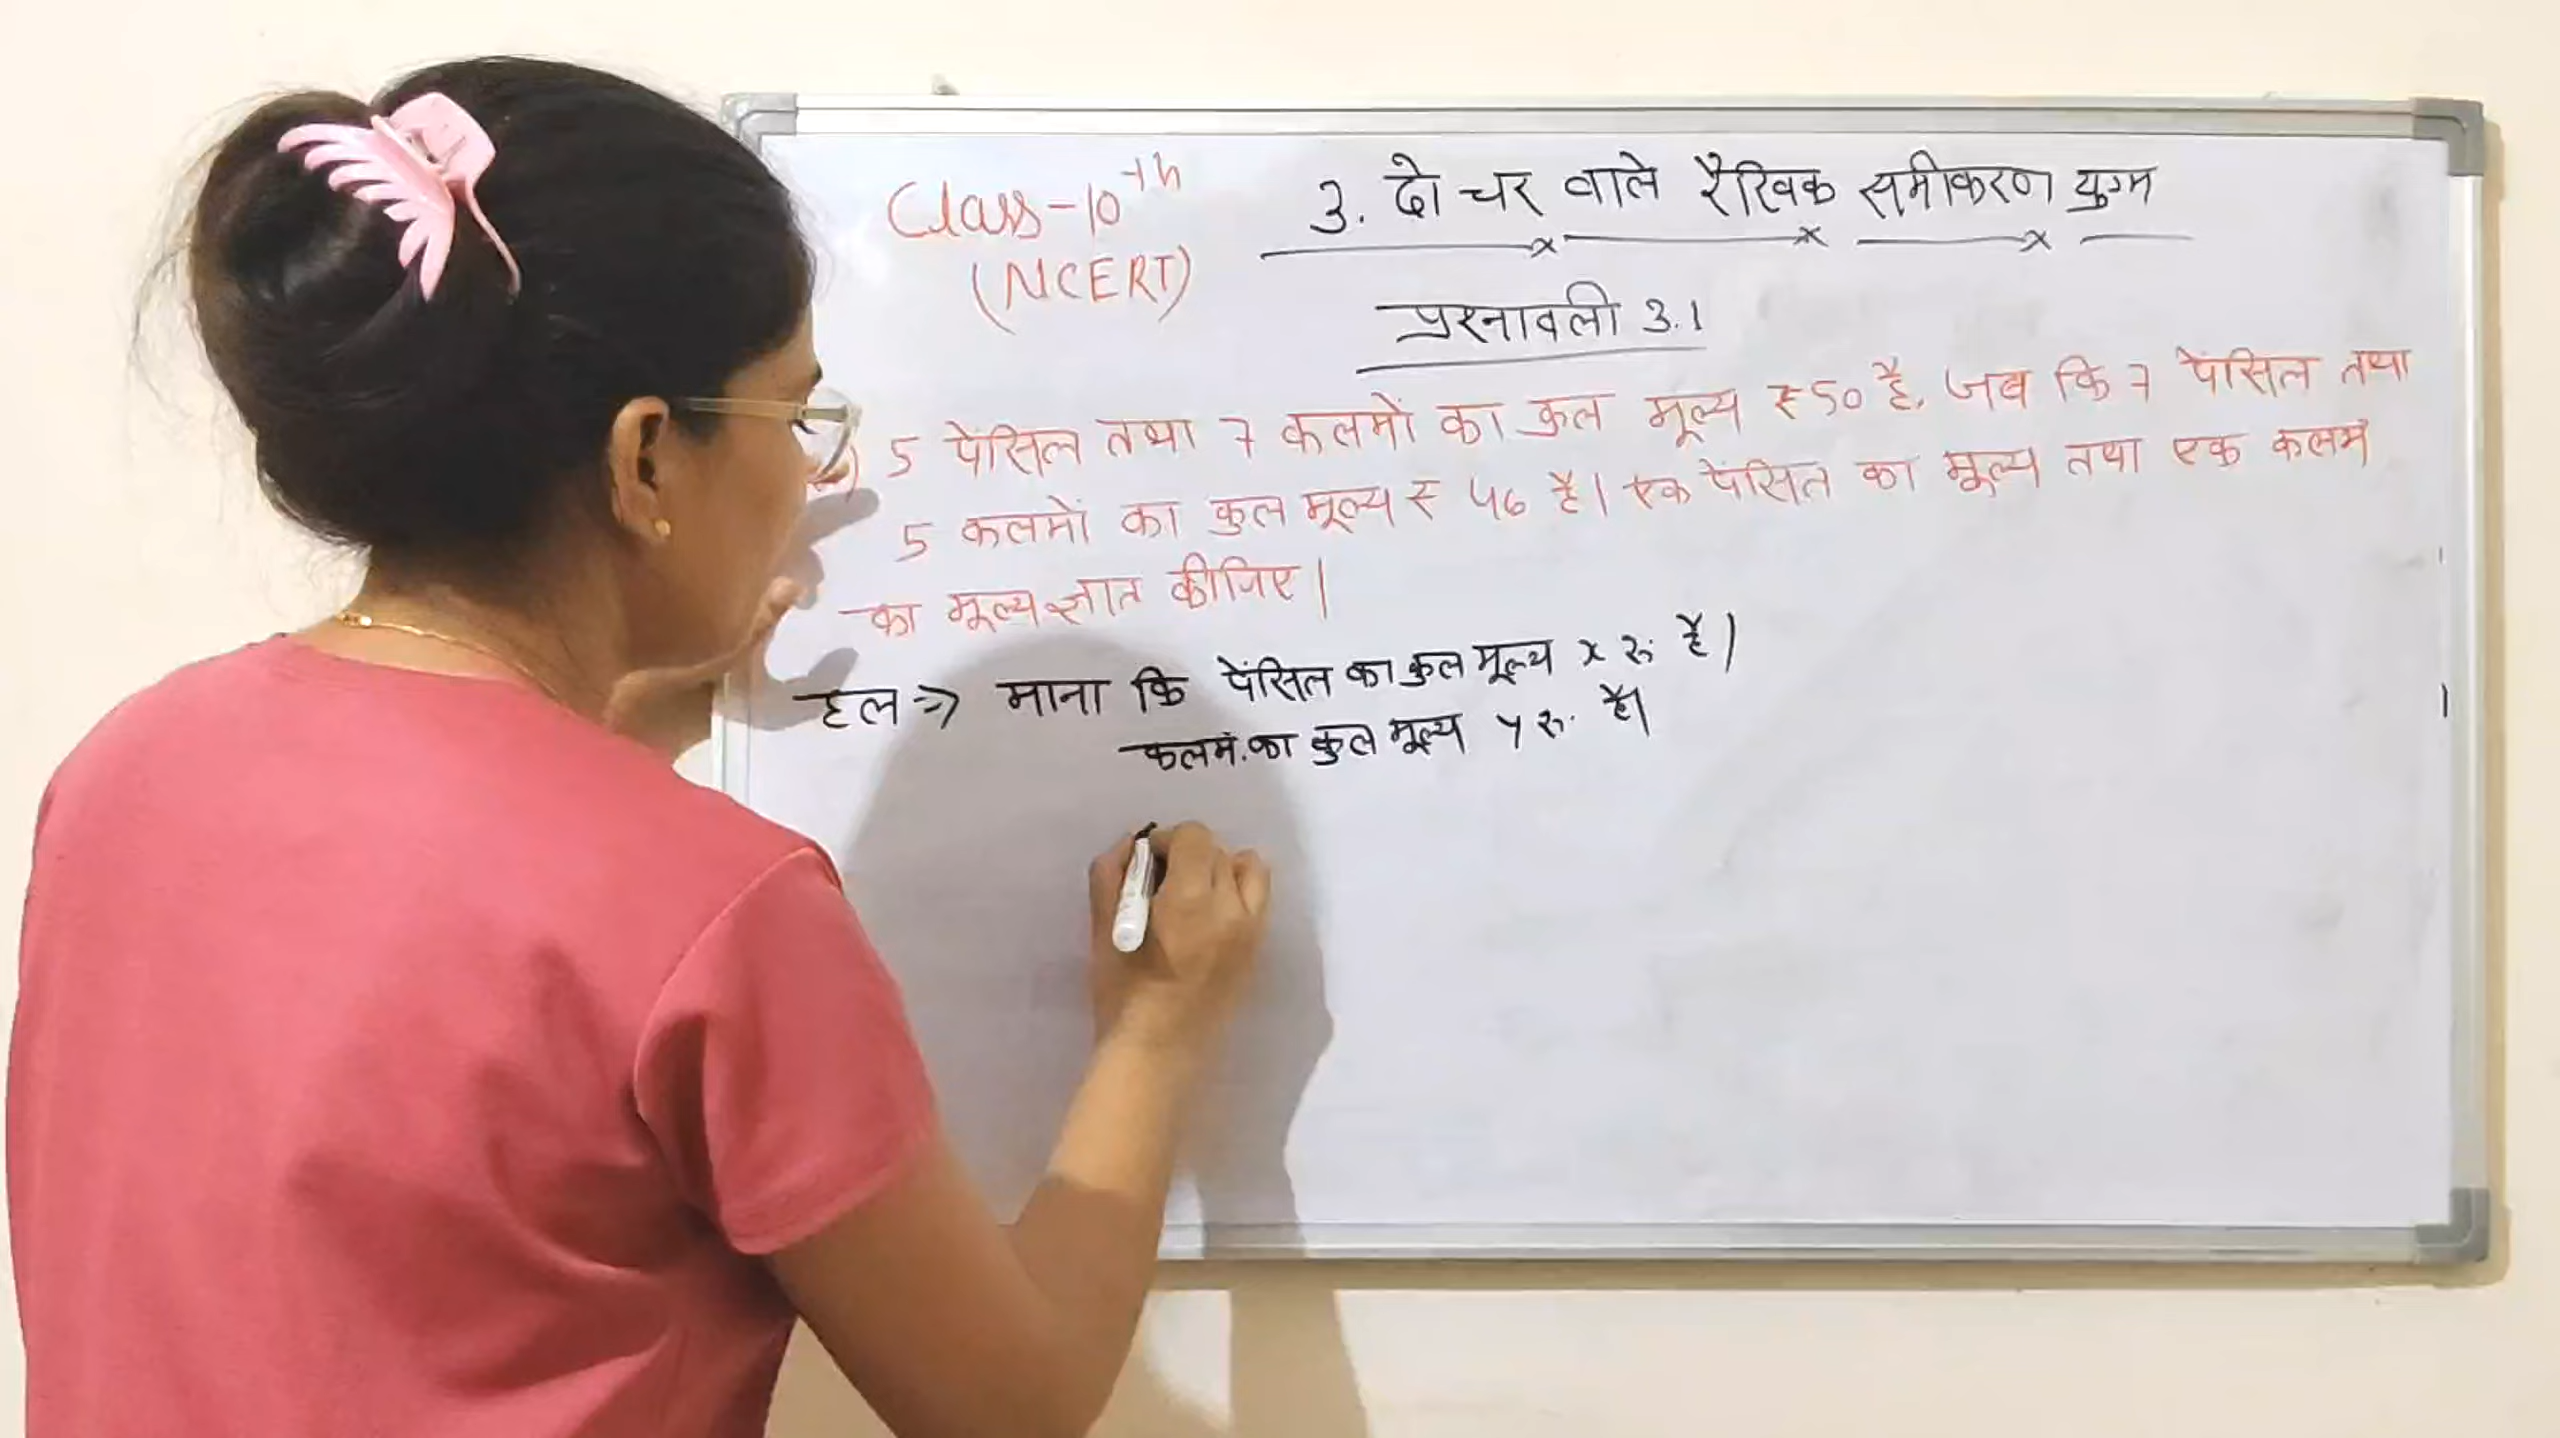 Class-10th
(NCERT)
3. दो चर वाले रैखिक समीकरण युग्म
प्रश्नावली 3.1
5 पेंसिल तथा 7 कलमों का कुल मूल्य ₹50 है, जब कि 7 पेंसिल तथा
5 कलमों का कुल मूल्य ₹ 46 है। एक पेंसिल का मूल्य तथा एक कलम
का मूल्य ज्ञात कीजिए।
हल ⇒ माना कि पेंसिल का कुल मूल्य x रु. है।
कलम का कुल मूल्य y रु. है।